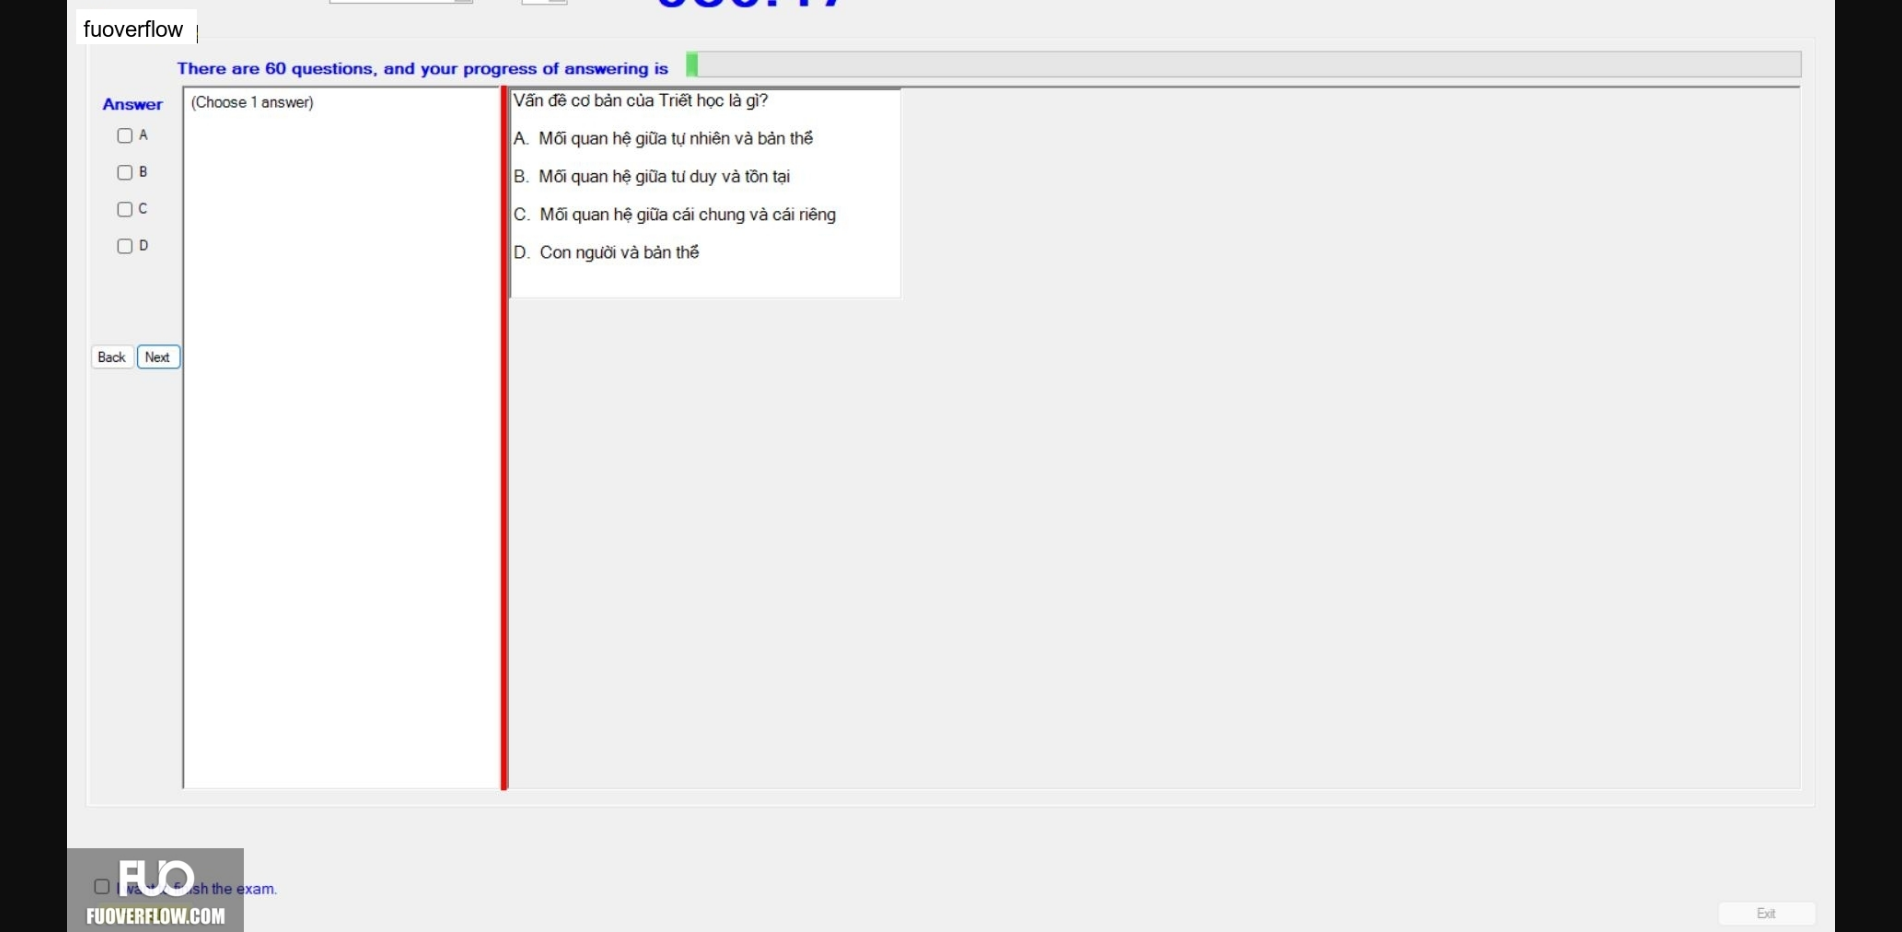 fuoverflow
There are 60 questions, and your progress of answering is
Answer
(Choose 1 answer)
A
B
C
D
Back Next
Vấn đề cơ bản của Triết học là gì?
A. Mối quan hệ giữa tự nhiên và bản thể
B. Mối quan hệ giữa tư duy và tồn tại
C. Mối quan hệ giữa cái chung và cái riêng
D. Con người và bản thể
FUO
I want finish the exam.
FUOVERFLOW.COM
Exit